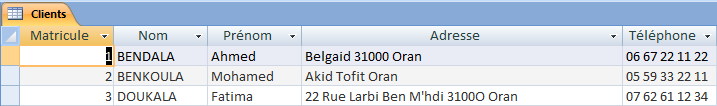 Clients
Matricule Nom Prénom Adresse Téléphone
1 BENDALA Ahmed Belgaid 31000 Oran 06 67 22 11 22
2 BENKOULA Mohamed Akid Tofit Oran 05 59 33 22 11
3 DOUKALA Fatima 22 Rue Larbi Ben M'hdi 3100O Oran 07 62 61 12 34